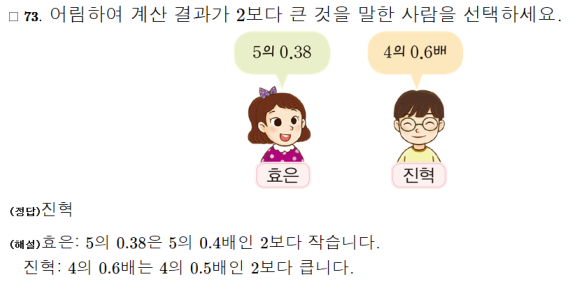 □ 73. 어림하여 계산 결과가 2보다 큰 것을 말한 사람을 선택하세요.
5의 0.38
4의 0.6배
효은
진혁
(정답)진혁
(해설)효은: 5의 0.38은 5의 0.4배인 2보다 작습니다.
진혁: 4의 0.6배는 4의 0.5배인 2보다 큽니다.